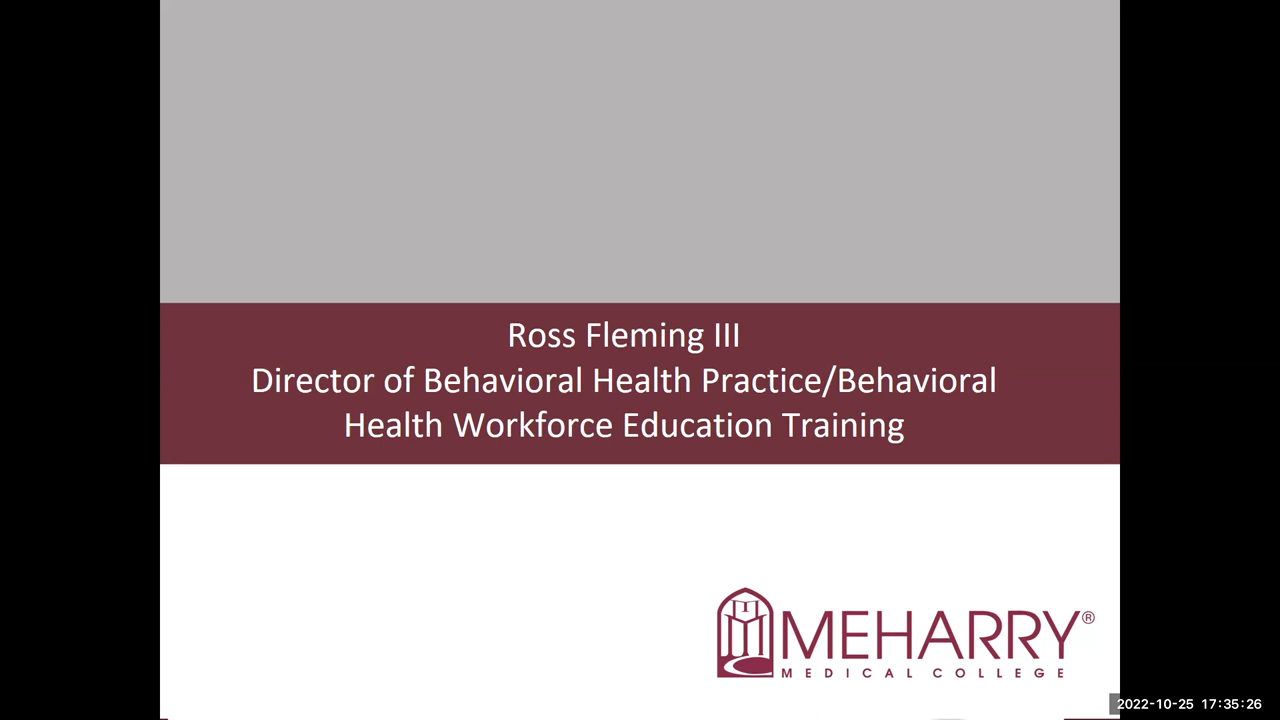 Ross Fleming III
Director of Behavioral Health Practice/Behavioral
Health Workforce Education Training
MEHARRY®
MEDICAL COLLEGE
2022-10-25 17:35:26